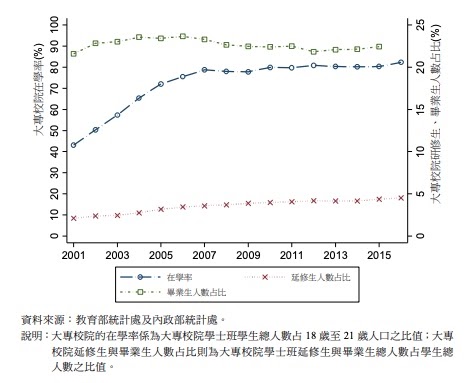 大專校院在學率(%)
100
90
80
70
60
50
40
30
20
10
0
25
20
15
10
5
0
大專校院研修生、畢業生人數占比(%)
2001 2003 2005 2007 2009 2011 2013 2015
在學率 延修生人數占比
畢業生人數占比
資料來源：教育部統計處及內政部統計處。
說明：大專校院的在學率係為大專校院學士班學生總人數占 18 歲至 21 歲人口之比值；大專
校院延修生與畢業生人數占比則為大專校院學士班延修生與畢業生總人數占學生總
人數之比值。